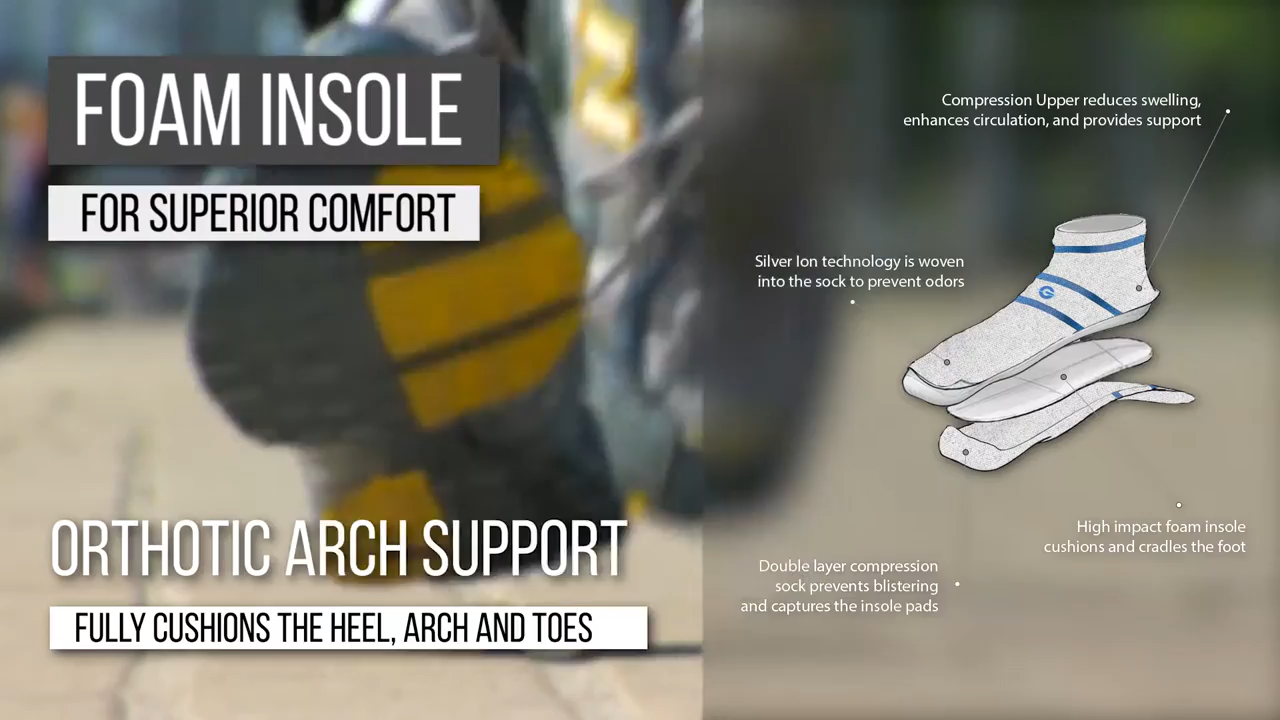 FOAM INSOLE
FOR SUPERIOR COMFORT
ORTHOTIC ARCH SUPPORT
FULLY CUSHIONS THE HEEL, ARCH AND TOES
Compression Upper reduces swelling,
enhances circulation, and provides support
Silver Ion technology is woven
into the sock to prevent odors
High impact foam insole
cushions and cradles the foot
Double layer compression
sock prevents blistering
and captures the insole pads